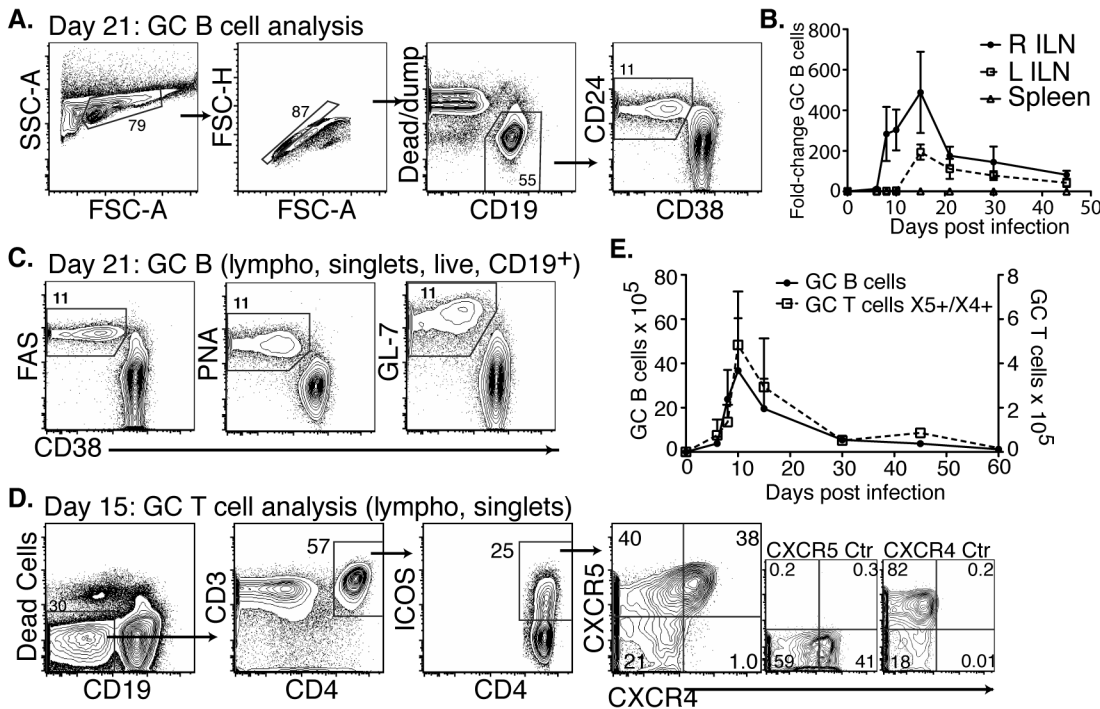 A. Day 21: GC B cell analysis
SSC-A
79
FSC-A
FSC-H
87
FSC-A
Dead/dump
55
CD19
CD24
11
CD38
B.
Fold-change GC B cells
800
600
400
200
0
R ILN
L ILN
Spleen
0 10 20 30 40 50
Days post infection
C. Day 21: GC B (lympho, singlets, live, CD19+)
FAS
11
PNA
11
GL-7
11
CD38
E.
GC B cells x 10^5
80
60
40
20
0
GC B cells
GC T cells X5+/X4+
8
6
4
2
0
GC T cells x 10^5
0 10 20 30 40 50 60
Days post infection
D. Day 15: GC T cell analysis (lympho, singlets)
Dead Cells
30
CD19
CD3
57
CD4
ICOS
25
CD4
CXCR5
40 38
21 1.0
CXCR4
CXCR5 Ctr
0.2 0.3
59 41
CXCR4 Ctr
82 0.2
18 0.01